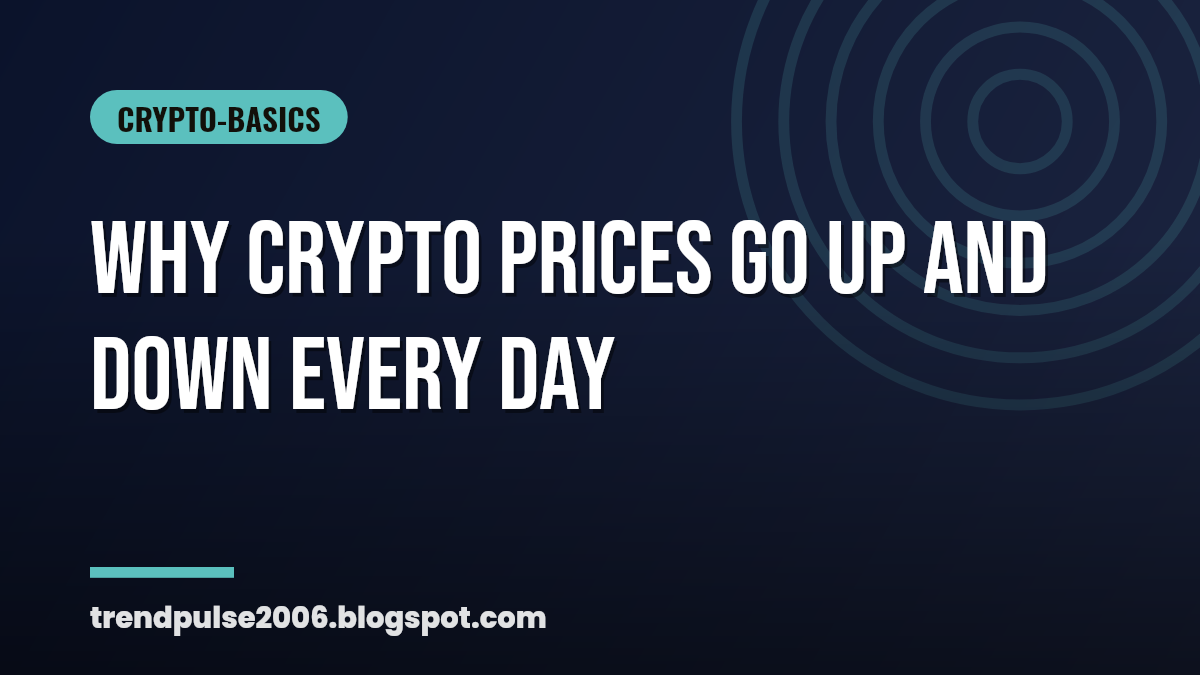 CRYPTO-BASICS
WHY CRYPTO PRICES GO UP AND
DOWN EVERY DAY
trendpulse2006.blogspot.com